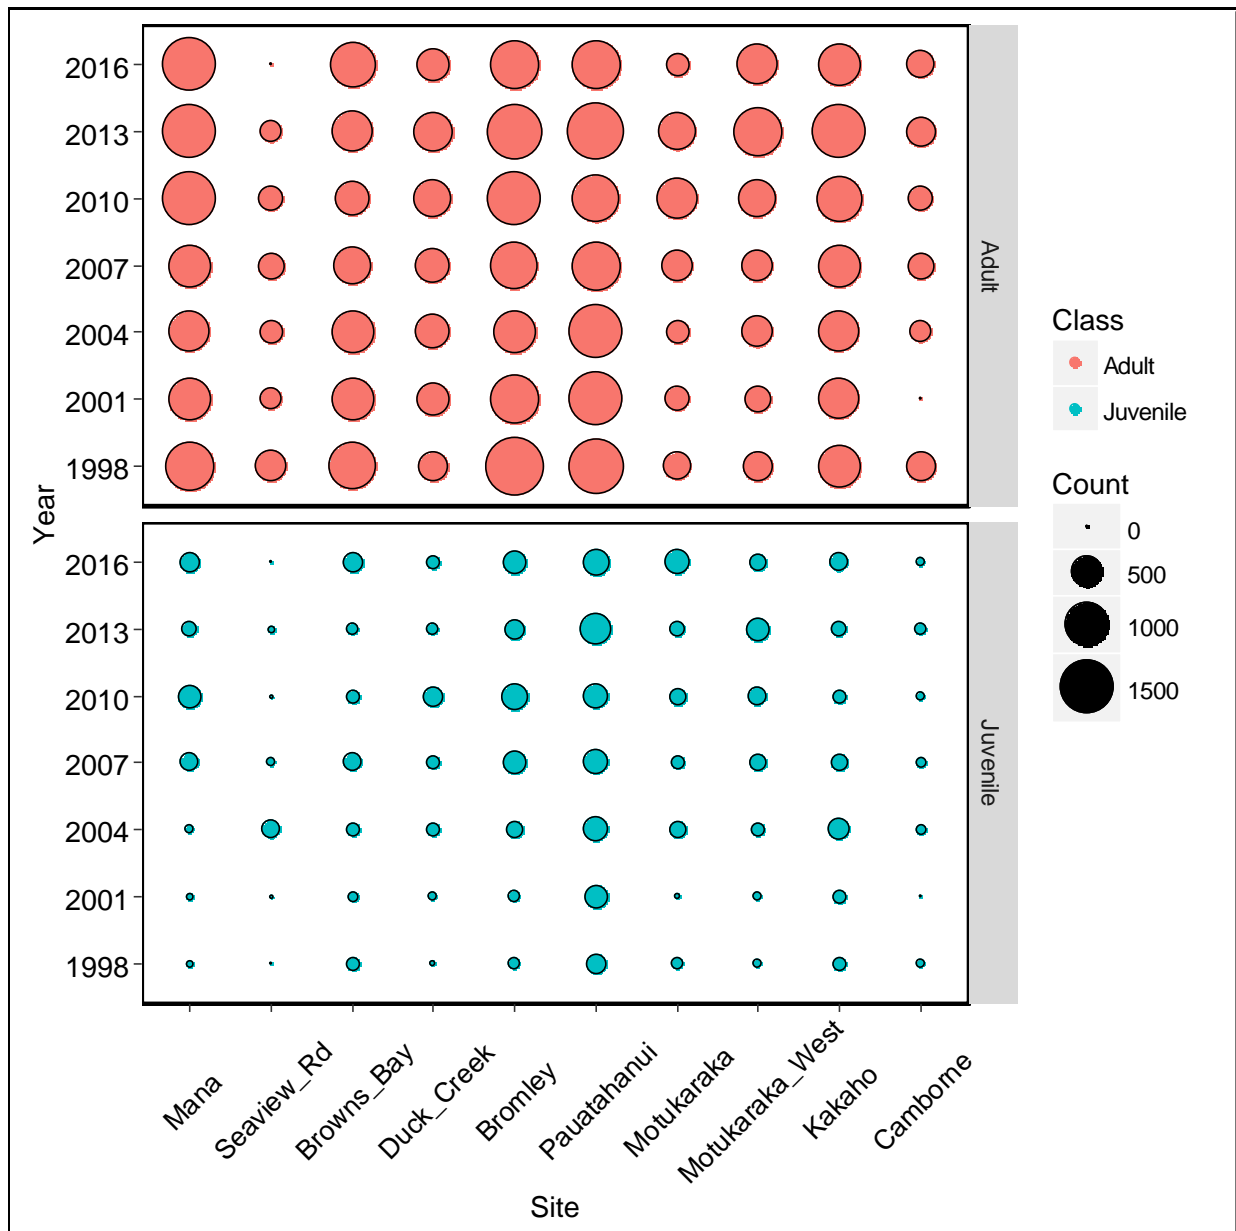 2016
2013
2010
2007
2004
2001
1998
Adult
2016
2013
2010
2007
2004
2001
1998
Juvenile
Year
Mana
Seaview_Rd
Browns_Bay
Duck_Creek
Bromley
Pauatahanui
Motukaraka
Motukaraka_West
Kakaho
Camborne
Site
Class
Adult
Juvenile
Count
0
500
1000
1500